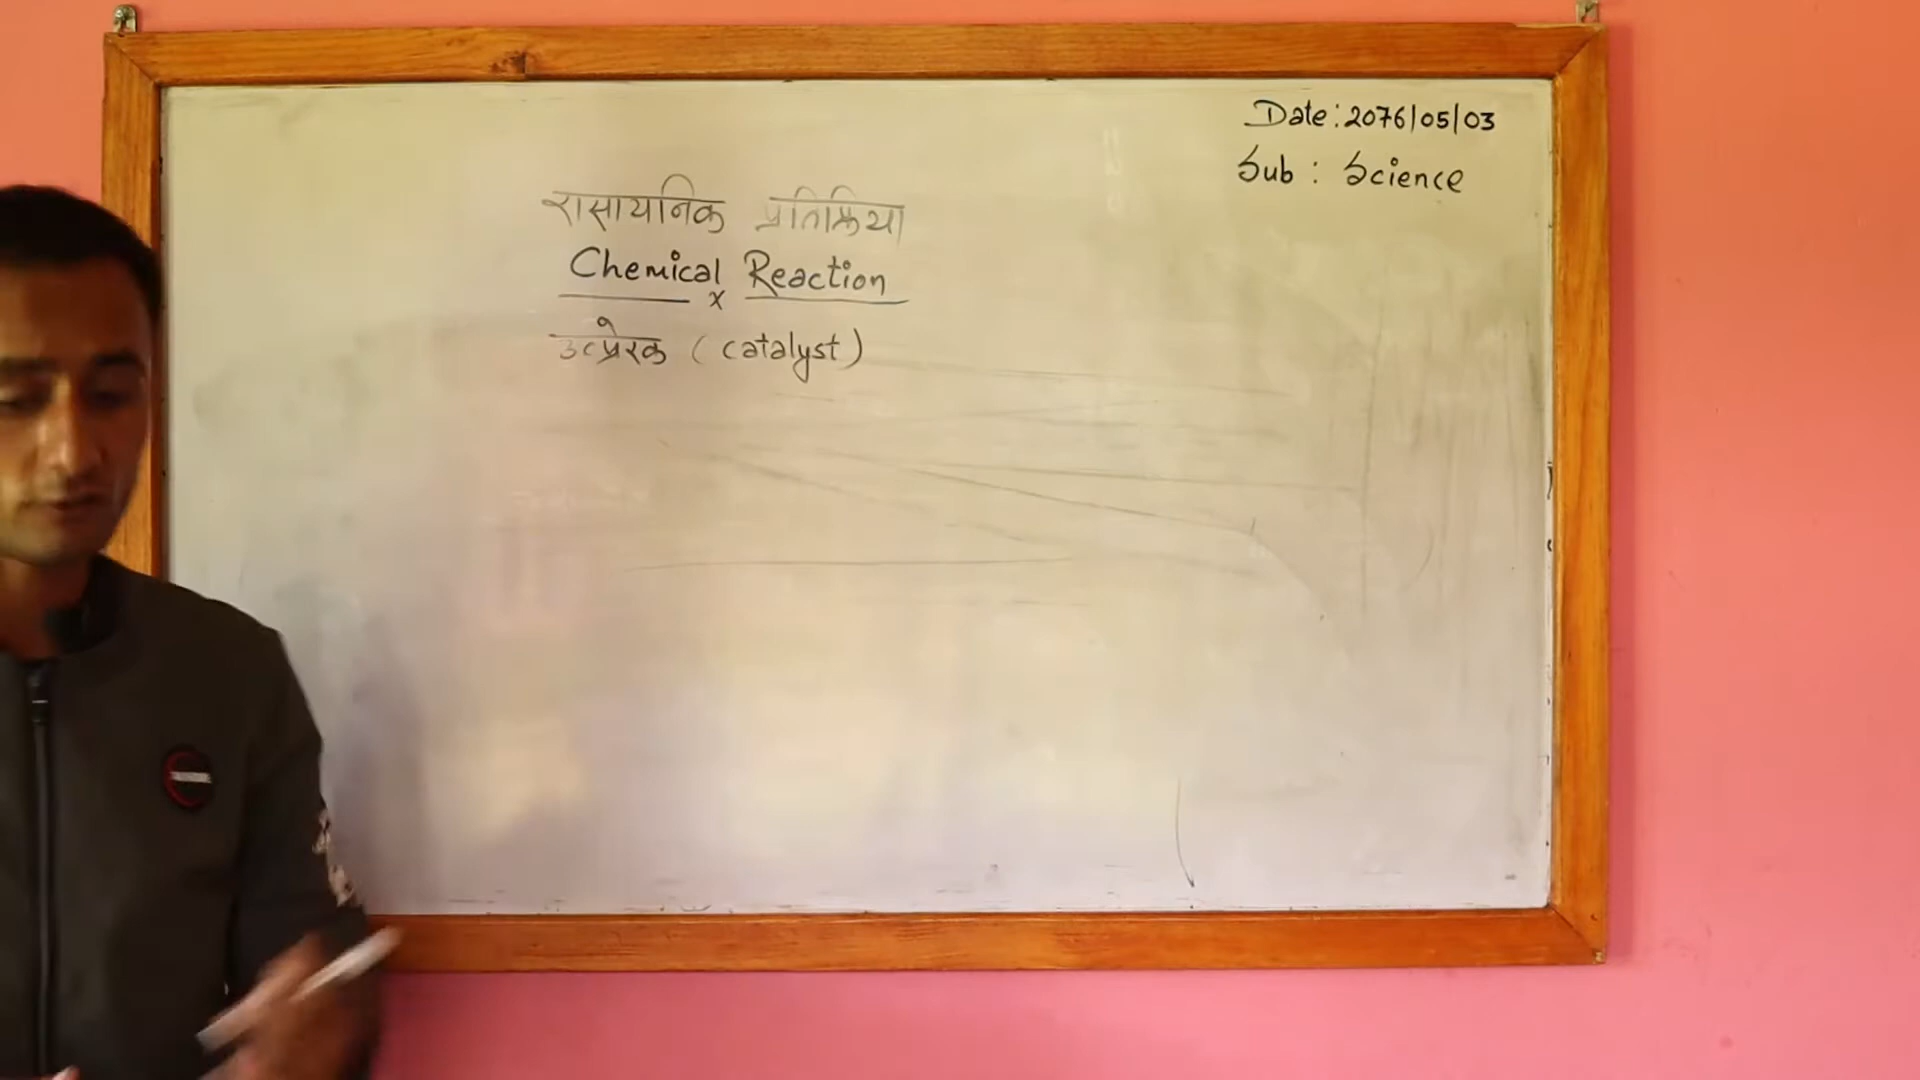 Date: 2076/05/03
Sub : Science
रासायनिक प्रतिक्रिया
Chemical Reaction
x
उत्प्रेरक (catalyst)